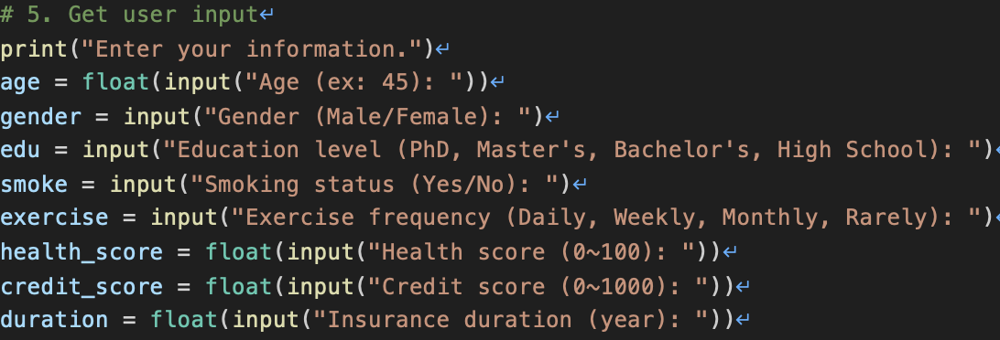 # 5. Get user input↵
print("Enter your information.")↵
age = float(input("Age (ex: 45): "))↵
gender = input("Gender (Male/Female): ")↵
edu = input("Education level (PhD, Master's, Bachelor's, High School): ")↵
smoke = input("Smoking status (Yes/No): ")↵
exercise = input("Exercise frequency (Daily, Weekly, Monthly, Rarely): ")↵
health_score = float(input("Health score (0~100): "))↵
credit_score = float(input("Credit score (0~1000): "))↵
duration = float(input("Insurance duration (year): "))↵